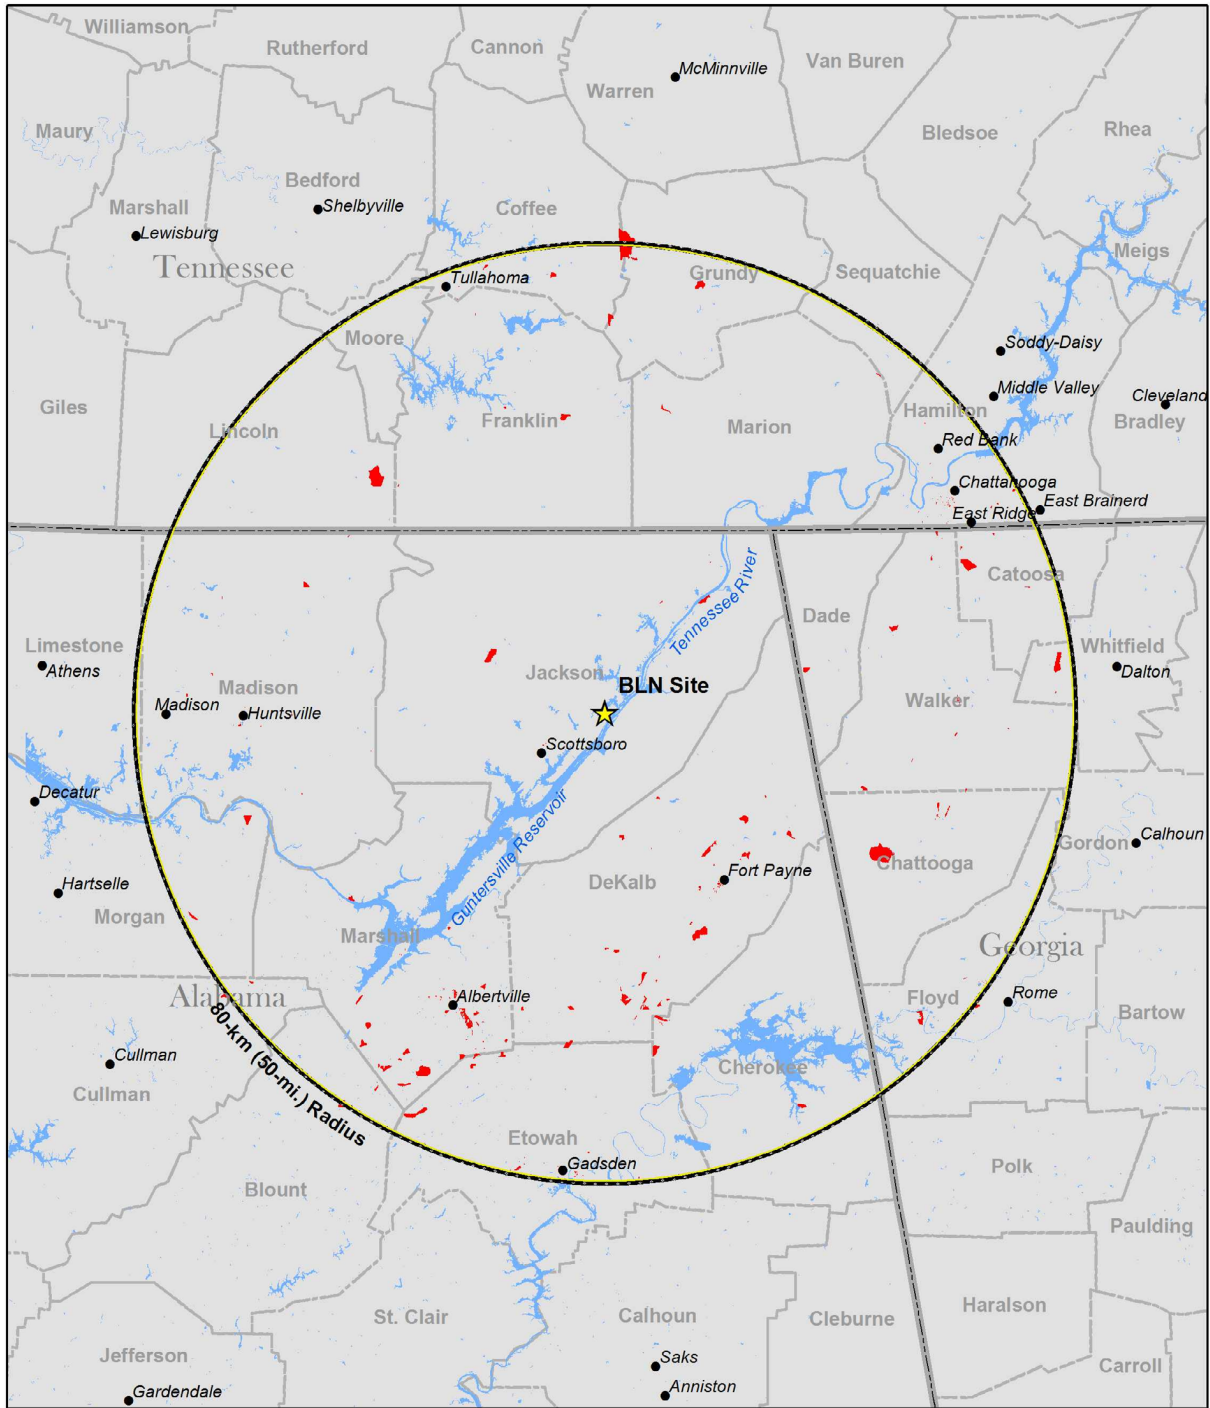 Williamson
Rutherford
Cannon
McMinnville
Van Buren
Warren
Maury
Bledsoe
Rhea
Bedford
Shelbyville
Marshall
Coffee
Lewisburg
Meigs
Tennessee
Tullahoma
Grundy
Sequatchie
Moore
Soddy-Daisy
Middle Valley
Cleveland
Giles
Hamilton
Franklin
Marion
Bradley
Lincoln
Red Bank
Chattanooga
East Brainerd
East Ridge
Catoosa
Tennessee River
Dade
Limestone
Athens
Whitfield
Dalton
Jackson
BLN Site
Madison
Walker
Madison
Huntsville
Scottsboro
Decatur
Guntersville Reservoir
Gordon
Calhoun
Chattooga
Fort Payne
Hartselle
DeKalb
Morgan
Marshall
Georgia
Alabama
Albertville
Floyd
Rome
Bartow
80-km (50-mi.) Radius
Cullman
Cherokee
Cullman
Etowah
Gadsden
Polk
Blount
Paulding
Haralson
St. Clair
Calhoun
Cleburne
Jefferson
Saks
Carroll
Gardendale
Anniston